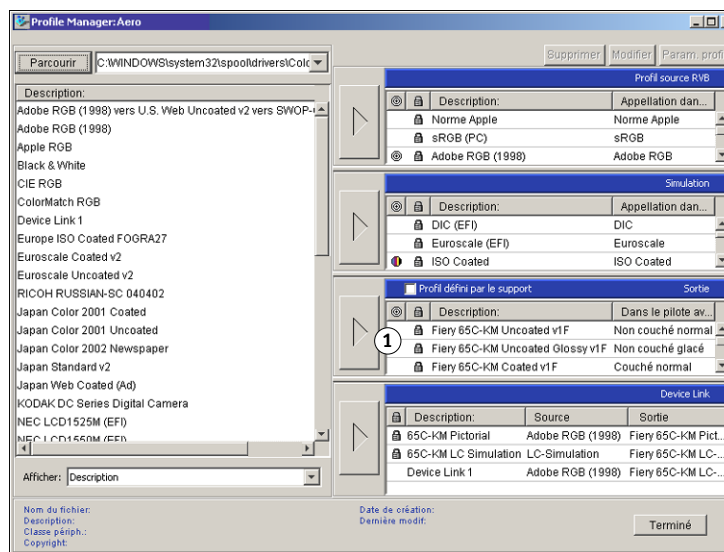 Profile Manager:Aero
Parcourir
C:\WINDOWS\system32\spool\drivers\Colo
Supprimer
Modifier
Param. profi
Description:
Adobe RGB (1998) vers U.S. Web Uncoated v2 vers SWOP-
Adobe RGB (1998)
Apple RGB
Black & White
CIE RGB
ColorMatch RGB
Device Link 1
Europe ISO Coated FOGRA27
Euroscale Coated v2
Euroscale Uncoated v2
RICOH RUSSIAN-SC 040402
Japan Color 2001 Coated
Japan Color 2001 Uncoated
Japan Color 2002 Newspaper
Japan Standard v2
Japan Web Coated (Ad)
KODAK DC Series Digital Camera
NEC LCD1525M (EFI)
NEC LCD1550M (EFI)
Afficher:
Description
Profil source RVB
Description: Appellation dan...
Norme Apple Norme Apple
sRGB (PC) sRGB
Adobe RGB (1998) Adobe RGB
Simulation
Description: Appellation dan...
DIC (EFI) DIC
Euroscale (EFI) Euroscale
ISO Coated ISO Coated
Profil défini par le support Sortie
1
Description: Dans le pilote av...
Fiery 65C-KM Uncoated v1F Non couché normal
Fiery 65C-KM Uncoated Glossy v1F Non couché glacé
Fiery 65C-KM Coated v1F Couché normal
Device Link
Description: Source Sortie
65C-KM Pictorial Adobe RGB (1998) Fiery 65C-KM Pict...
65C-KM LC Simulation LC-Simulation Fiery 65C-KM LC-...
Device Link 1 Adobe RGB (1998) Fiery 65C-KM LC-...
Nom du fichier:
Description:
Classe périph.:
Copyright:
Date de création:
Dernière modif:
Terminé